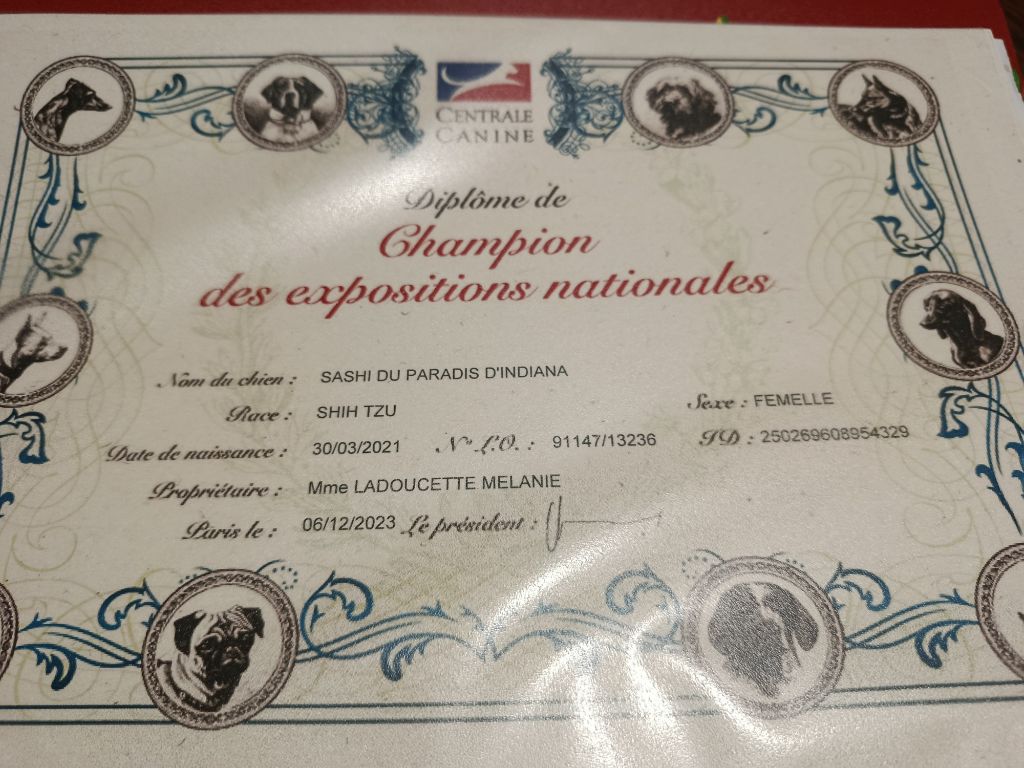 CENTRALE
CANINE
Diplôme de
Champion
des expositions nationales
Nom du chien : SASHI DU PARADIS D'INDIANA
Race : SHIH TZU Sexe : FEMELLE
Date de naissance : 30/03/2021 N° L.O. : 91147/13236 ID : 250269608954329
Propriétaire : Mme LADOUCETTE MELANIE
Paris le : 06/12/2023 Le président :